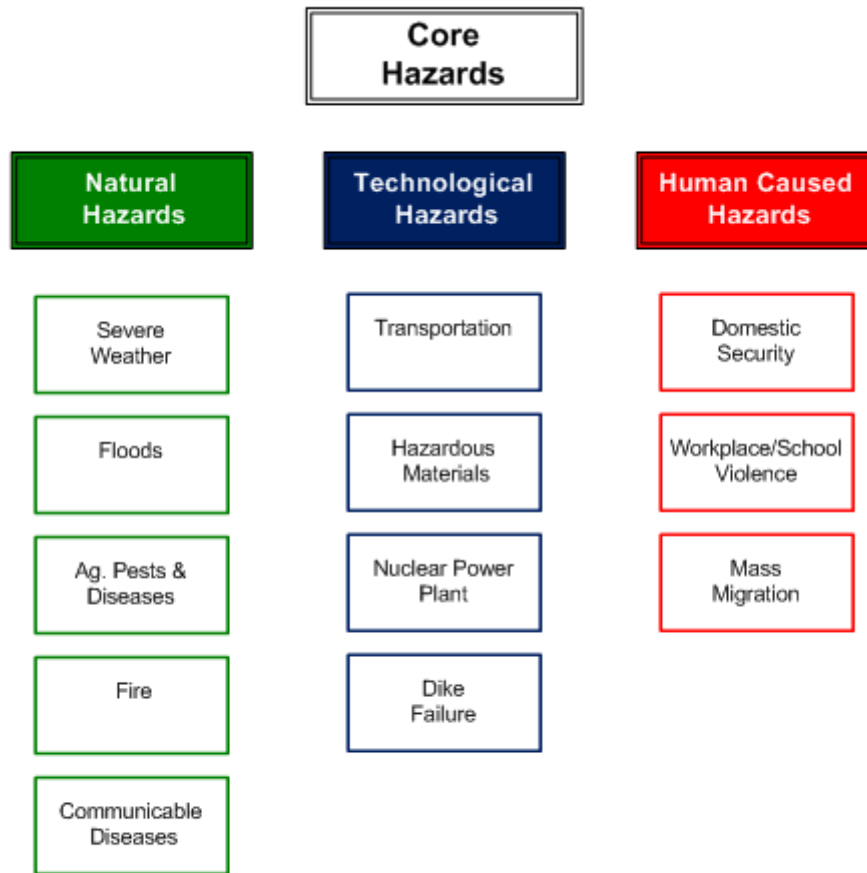 Core
Hazards
Natural
Hazards
Technological
Hazards
Human Caused
Hazards
Severe
Weather
Transportation
Domestic
Security
Floods
Hazardous
Materials
Workplace/School
Violence
Ag. Pests &
Diseases
Nuclear Power
Plant
Mass
Migration
Fire
Dike
Failure
Communicable
Diseases